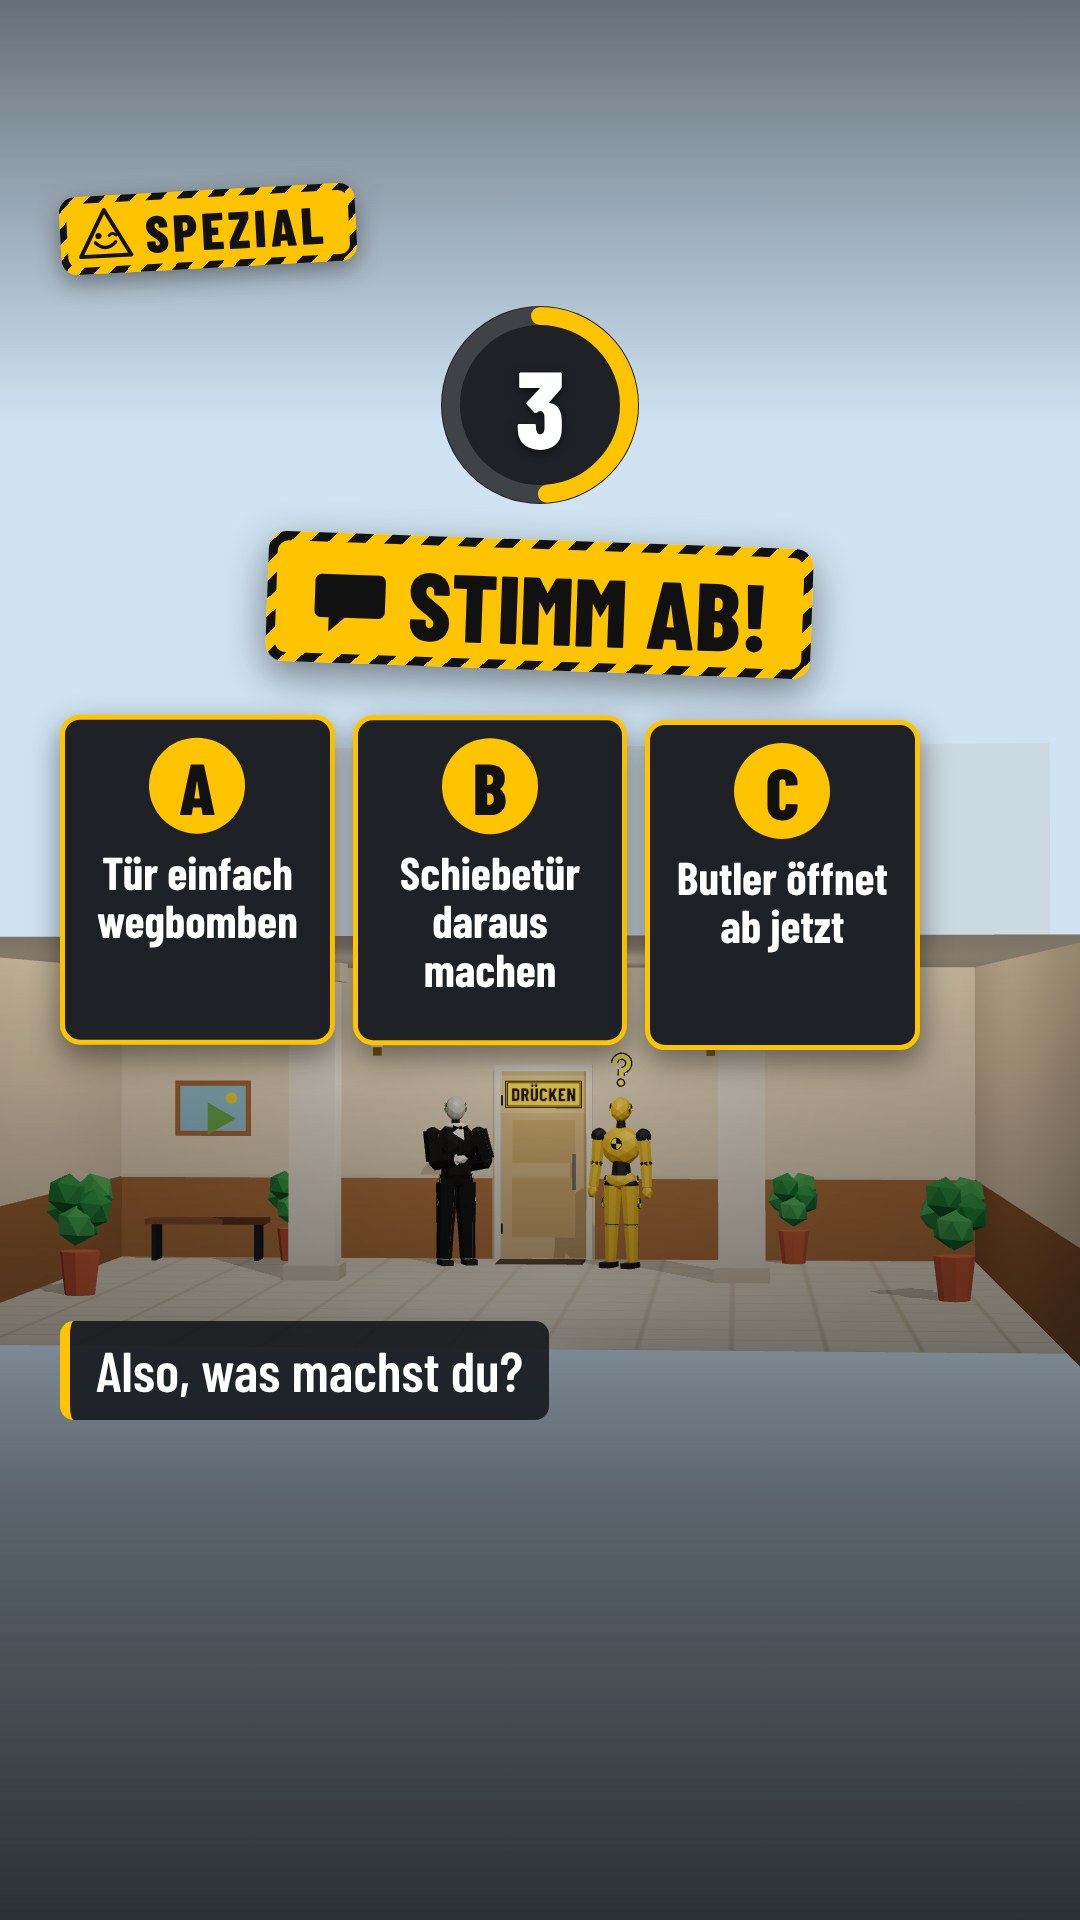 SPEZIAL
3
STIMM AB!
A
Tür einfach
wegbomben
B
Schiebetür
daraus
machen
C
Butler öffnet
ab jetzt
?
DRÜCKEN
Also, was machst du?